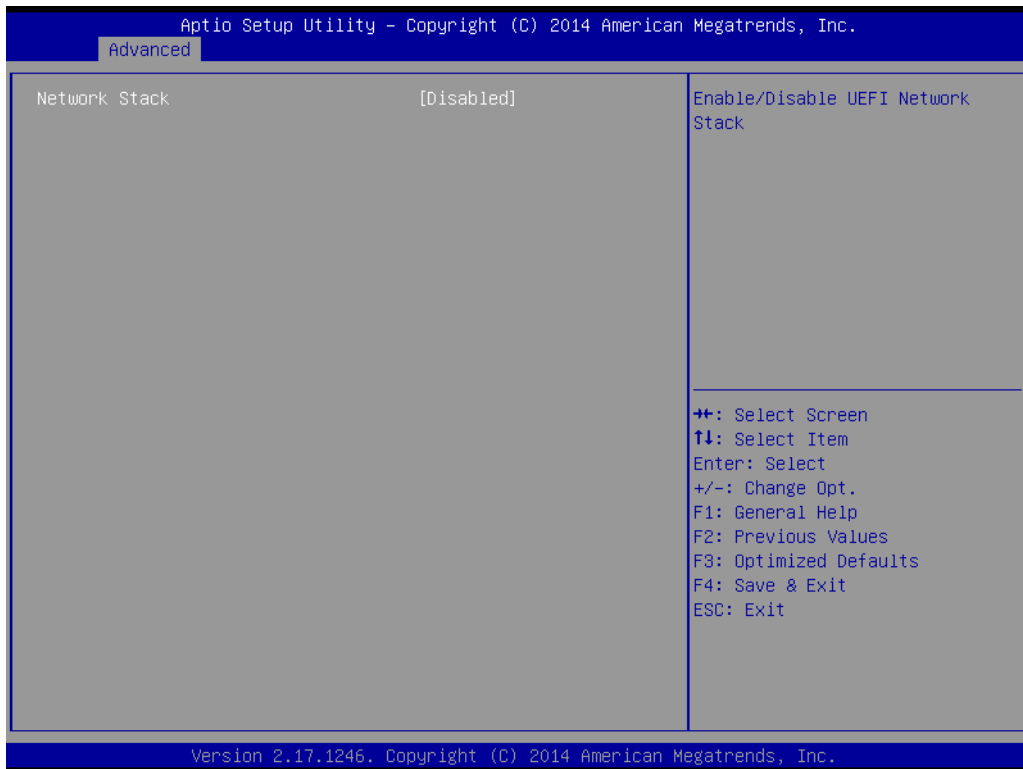 Aptio Setup Utility – Copyright (C) 2014 American Megatrends, Inc.
Advanced
Network Stack [Disabled]
Enable/Disable UEFI Network
Stack
→←: Select Screen
↑↓: Select Item
Enter: Select
+/-: Change Opt.
F1: General Help
F2: Previous Values
F3: Optimized Defaults
F4: Save & Exit
ESC: Exit
Version 2.17.1246. Copyright (C) 2014 American Megatrends, Inc.